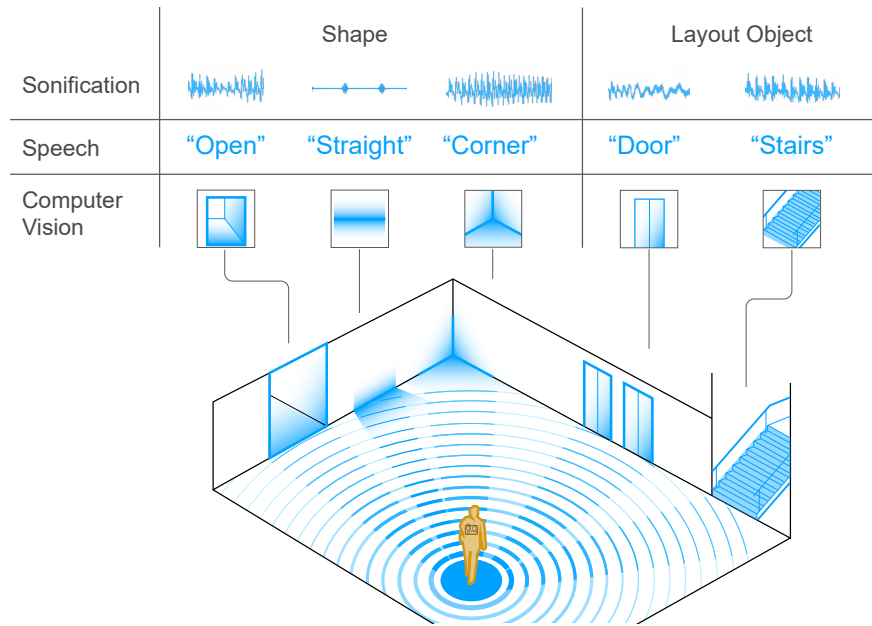 Shape Layout Object
Sonification
Speech “Open” “Straight” “Corner” “Door” “Stairs”
Computer
Vision